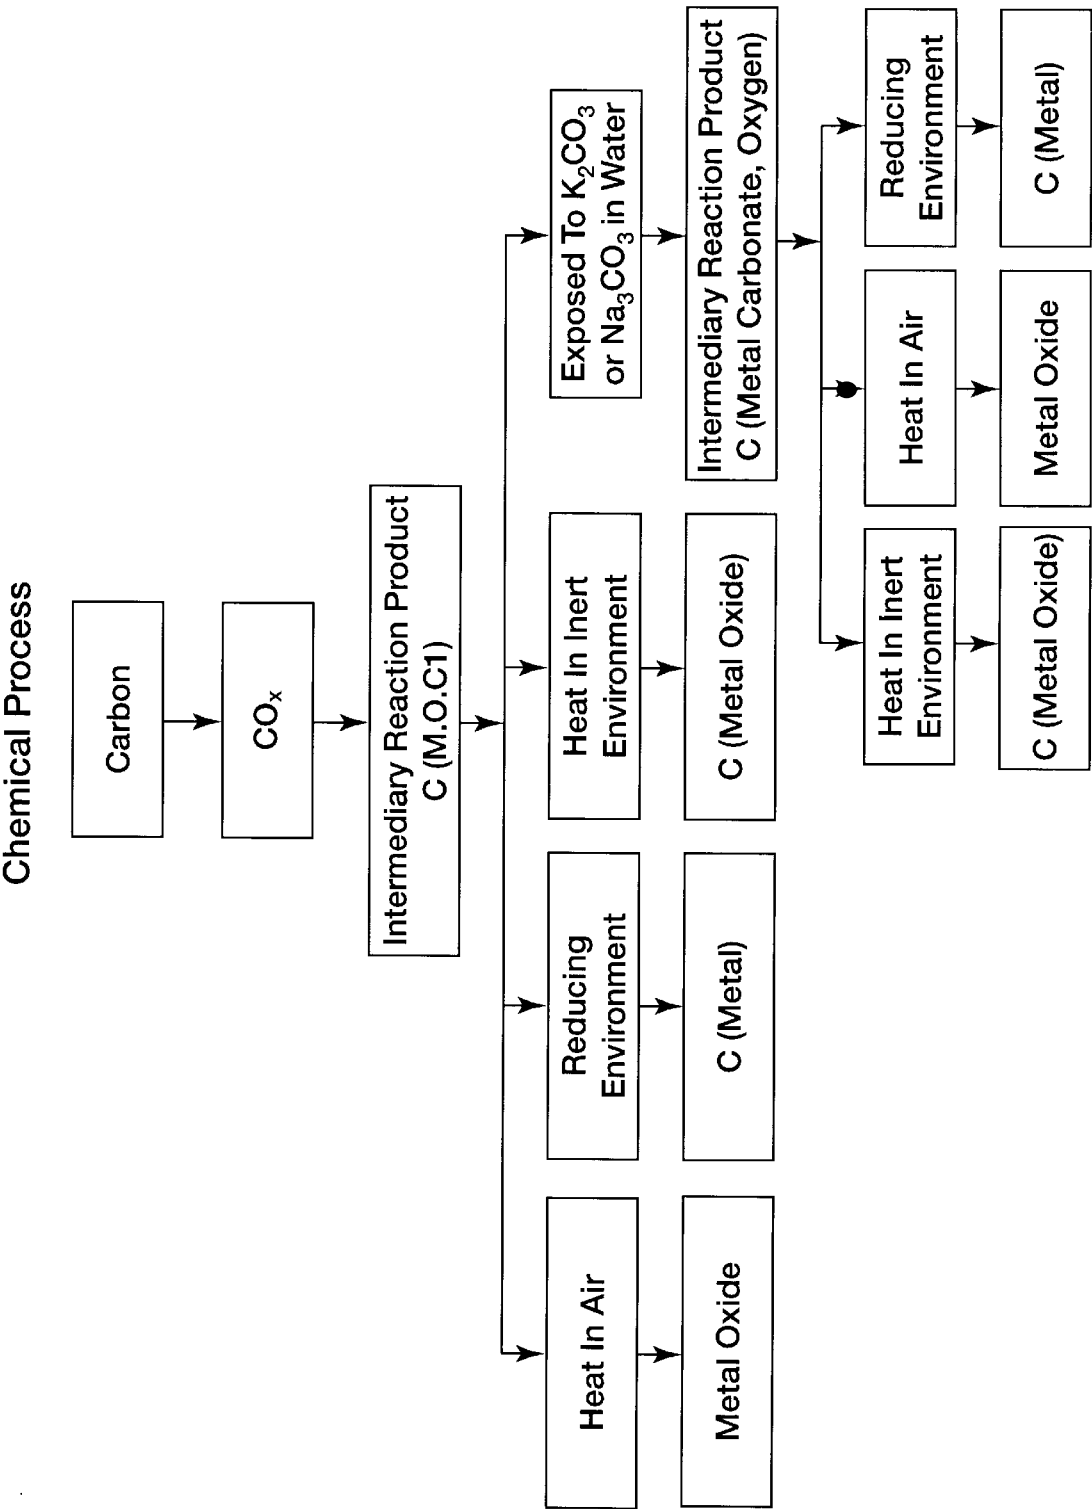 Chemical Process
Carbon
COₓ
Intermediary Reaction Product
C (M.O.C1)
Heat In Air
Reducing
Environment
Heat In Inert
Environment
Exposed To K₂CO₃
or Na₃CO₃ in Water
Metal Oxide
C (Metal)
C (Metal Oxide)
Intermediary Reaction Product
C (Metal Carbonate, Oxygen)
Heat In Inert
Environment
Heat In Air
Reducing
Environment
C (Metal Oxide)
Metal Oxide
C (Metal)